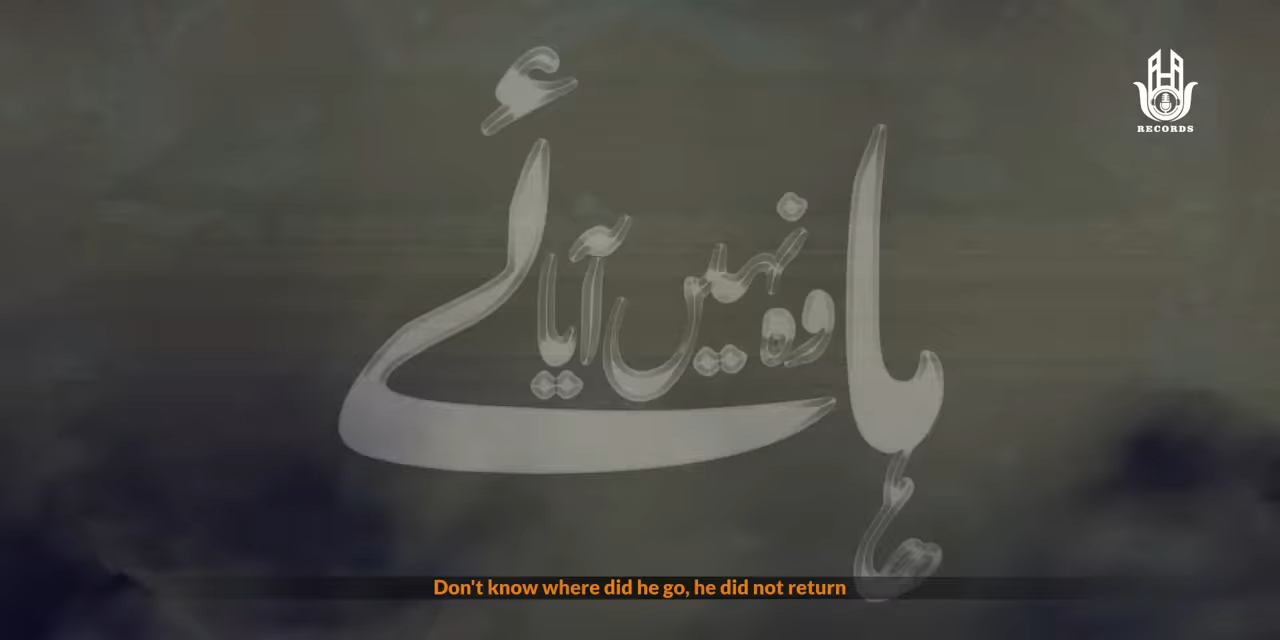 ہائے وہ نہیں آیا
RECORDS
Don't know where did he go, he did not return